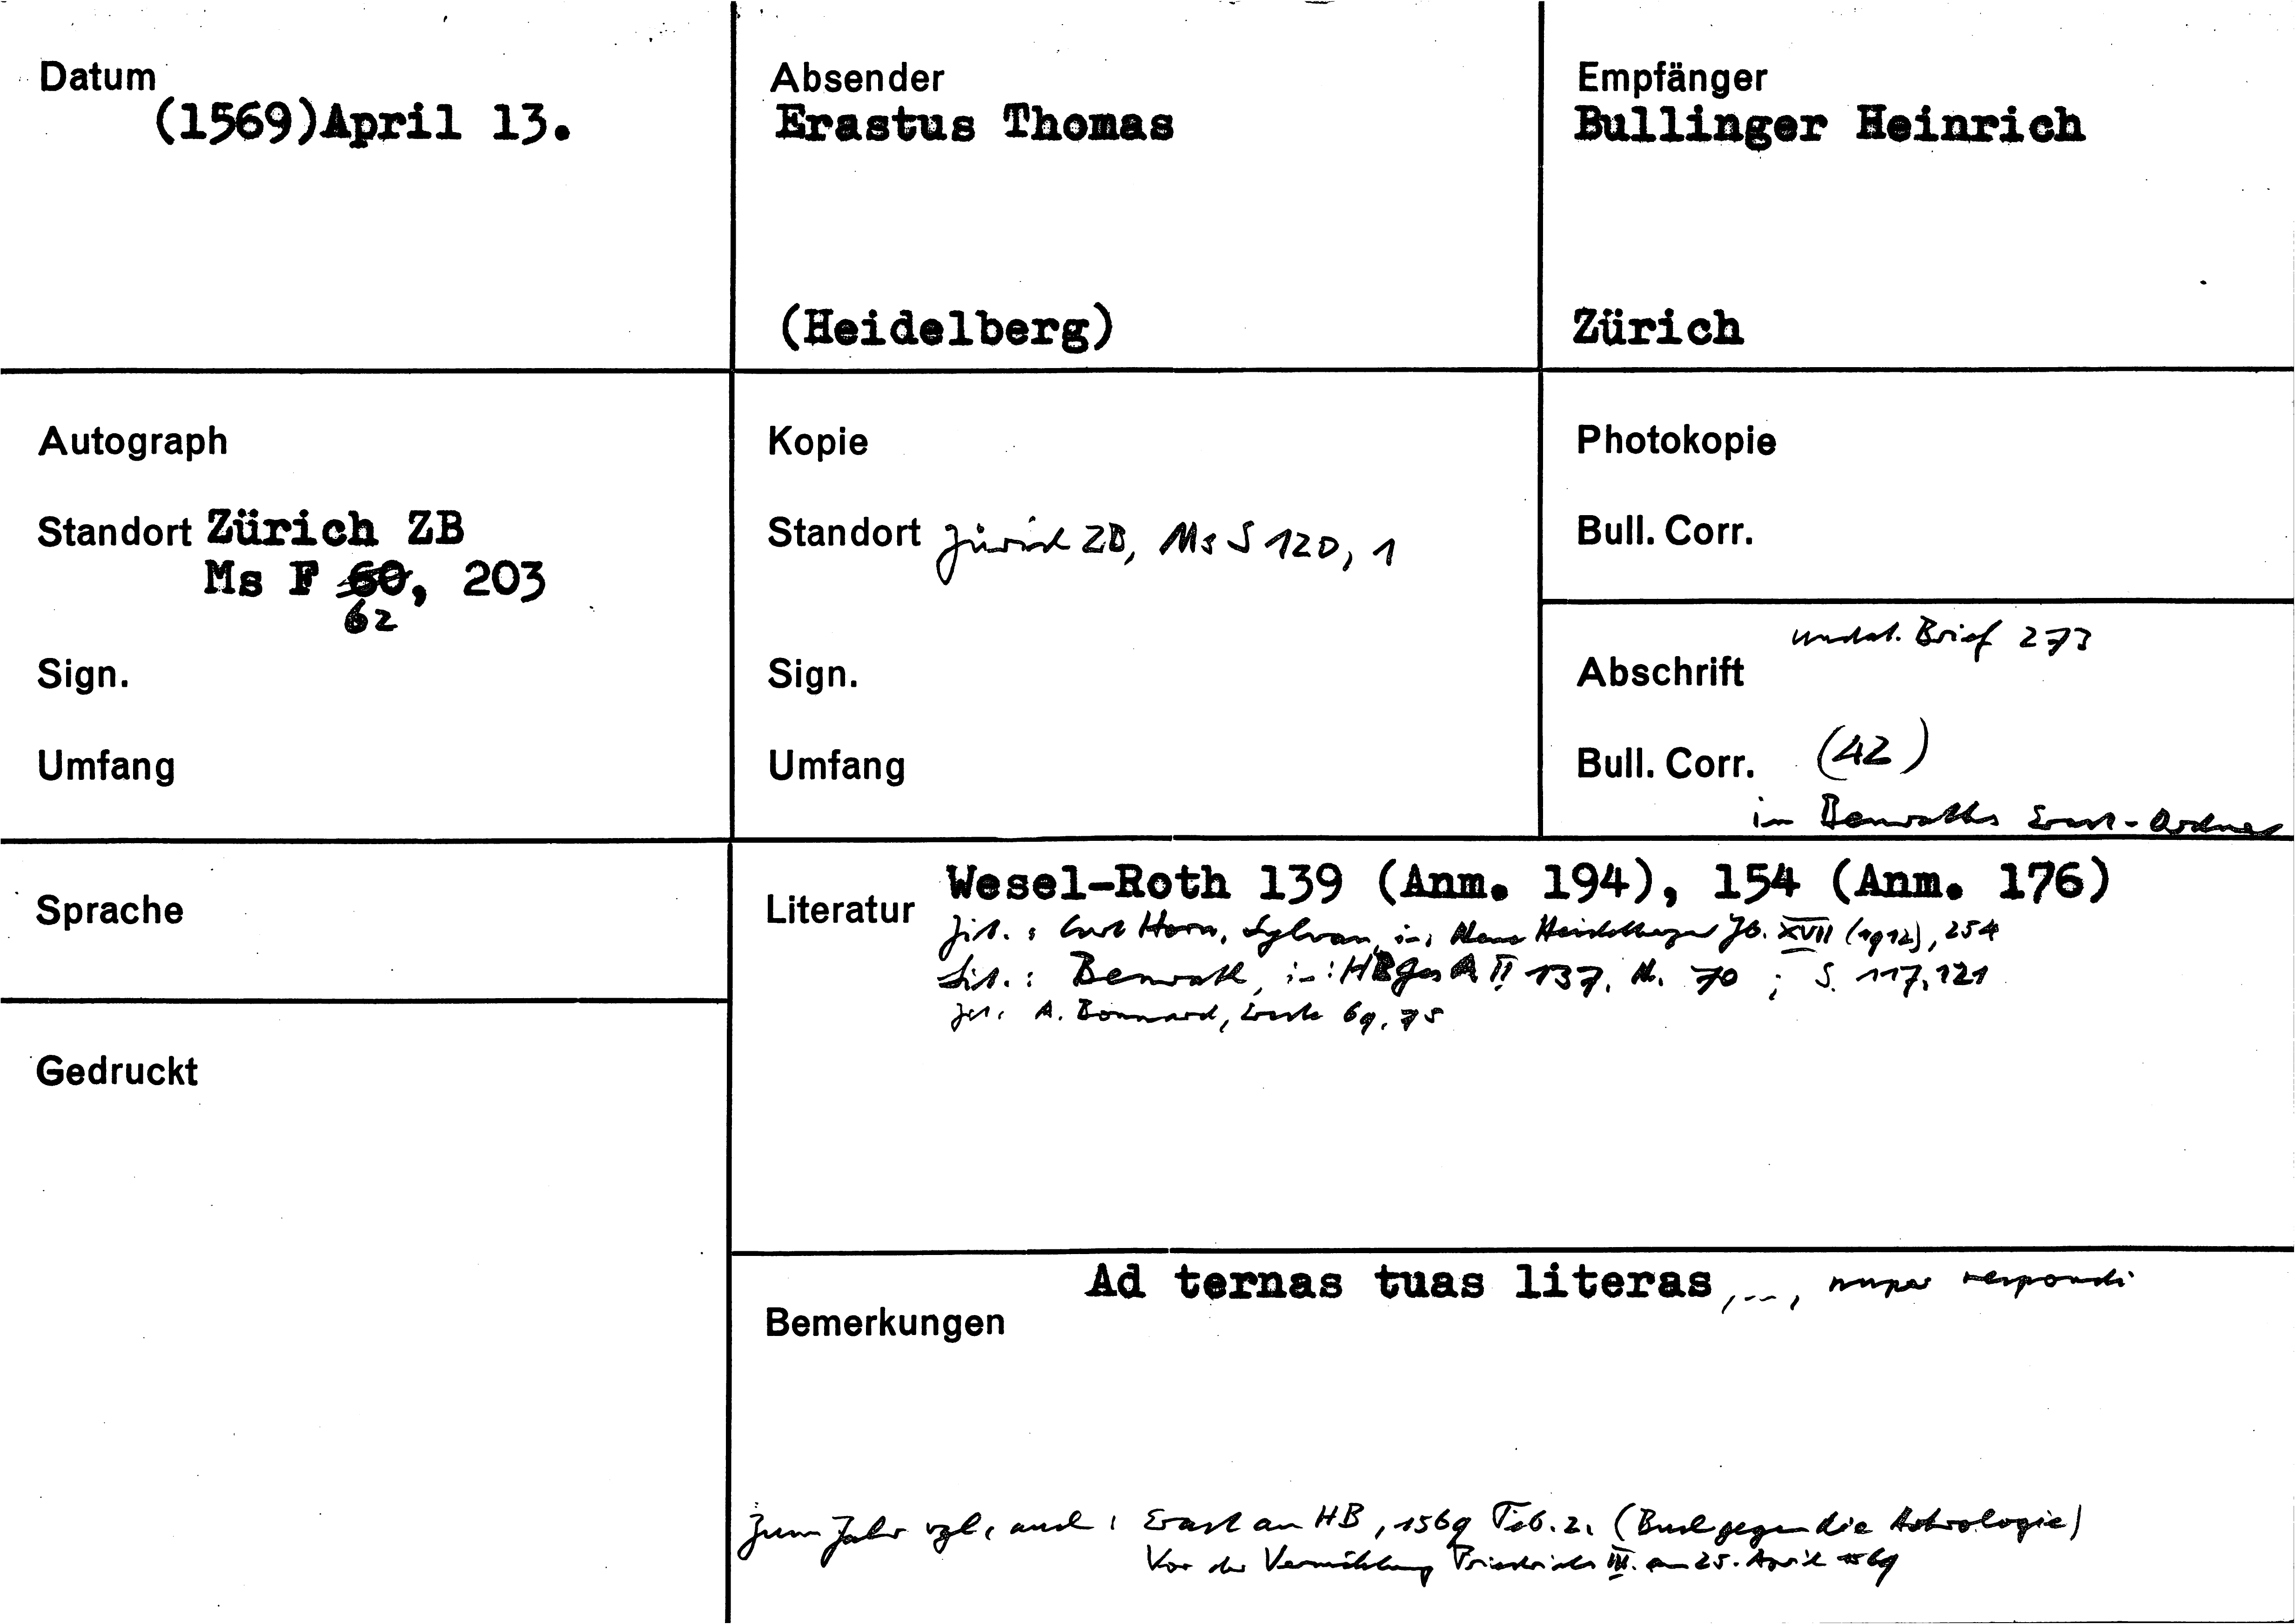 Datum
(1569)April 13.
Absender
Erastus Thomas
(Heidelberg)
Empfänger
Bullinger Heinrich
Zürich
Autograph
Standort Zürich ZB
Ms F 60, 203
62
Sign.
Umfang
Kopie
Standort Zürich ZB, Ms S 120, 1
Sign.
Umfang
Photokopie
Bull. Corr.
undat. Brief 273
Abschrift
Bull. Corr. (42)
in Benraths Erast-Ordner
Sprache
Gedruckt
Literatur
Wesel-Roth 139 (Anm. 194), 154 (Anm. 176)
Zit.: Curt Horn, Sylvan, in: Neue Heidelberger Jb. XVII (1912), 254
Lit.: Benrath, in: HBGesA II 137, N. 70; S. 117, 121
A. Bonnard, 69, 75
Bemerkungen
Ad ternas tuas literas, ..., nuper respondi
Zum Jahr vgl. auch: Erast an HB, 1569 Feb. 2. (Buch gegen die Astrologie)
Vor der Vermählung Friedrichs III. am 25. April 1569